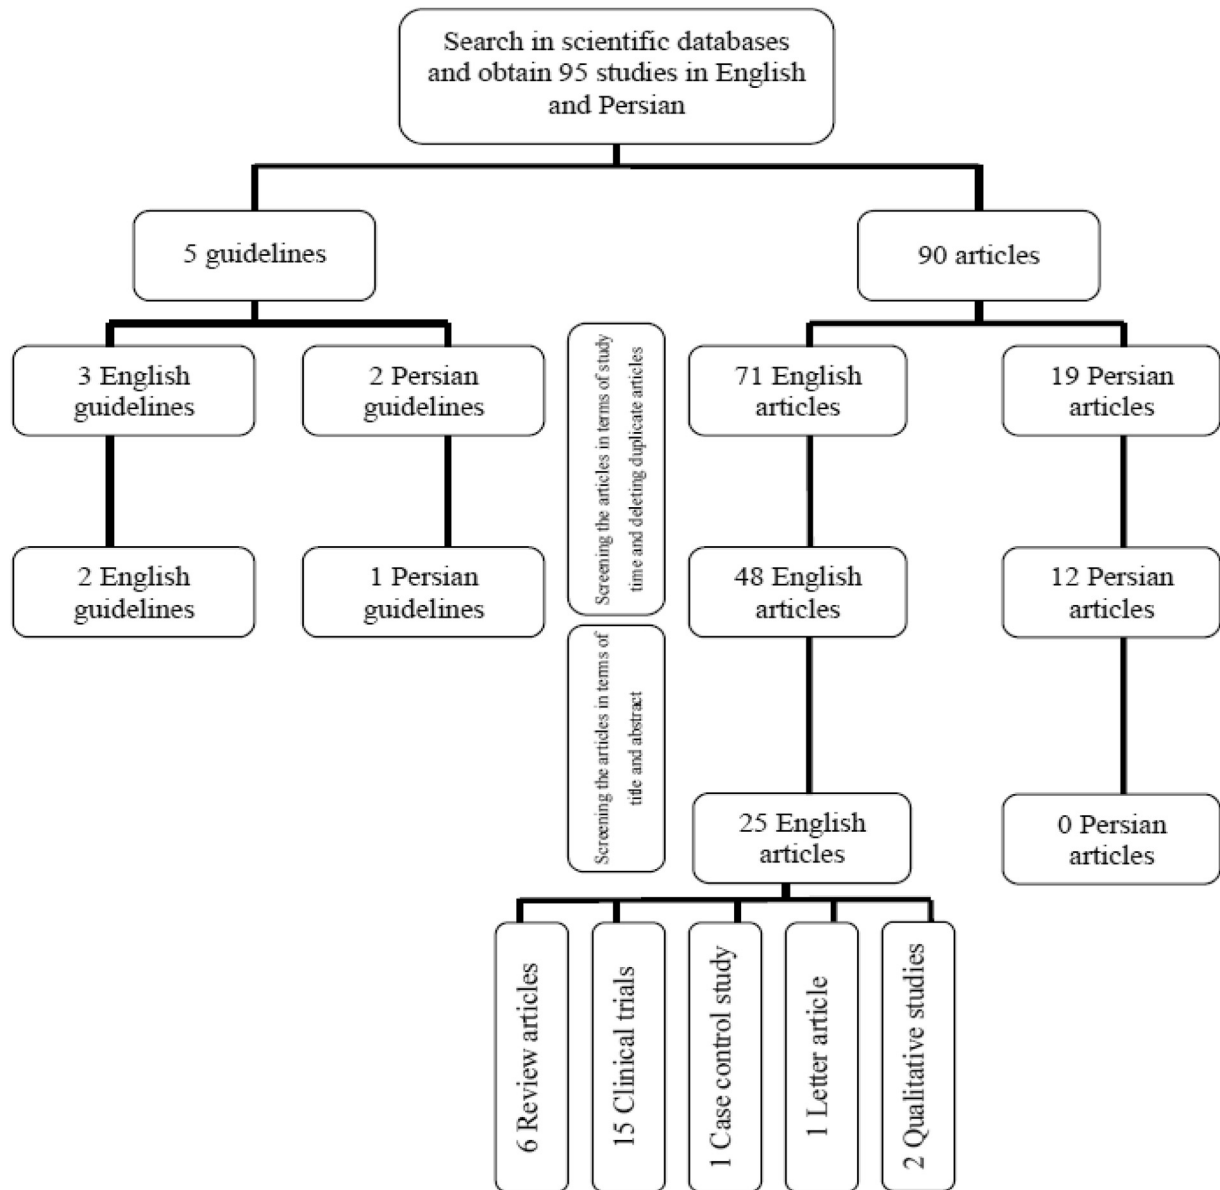 Search in scientific databases
and obtain 95 studies in English
and Persian
5 guidelines
90 articles
3 English
guidelines
2 Persian
guidelines
Screening the articles in terms of study
time and deleting duplicate articles
71 English
articles
19 Persian
articles
2 English
guidelines
1 Persian
guidelines
48 English
articles
12 Persian
articles
Screening the articles in terms of
title and abstract
25 English
articles
0 Persian
articles
6 Review articles
15 Clinical trials
1 Case control study
1 Letter article
2 Qualitative studies